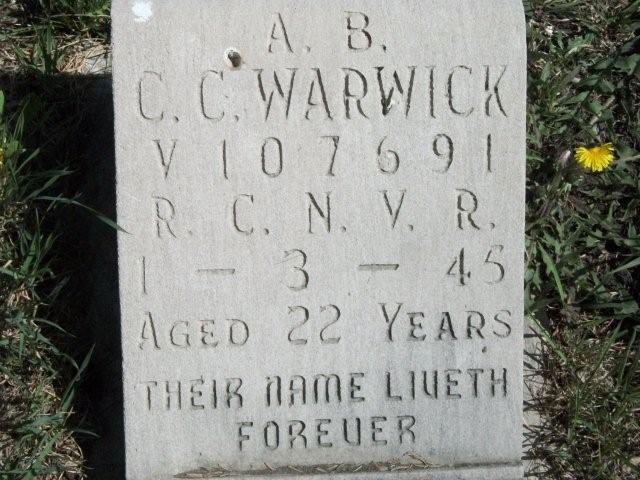 A. B.
C. C. WARWICK
V 107691
R. C. N. V. R.
1 - 3 - 45
AGED 22 YEARS
THEIR NAME LIVETH
FOREVER